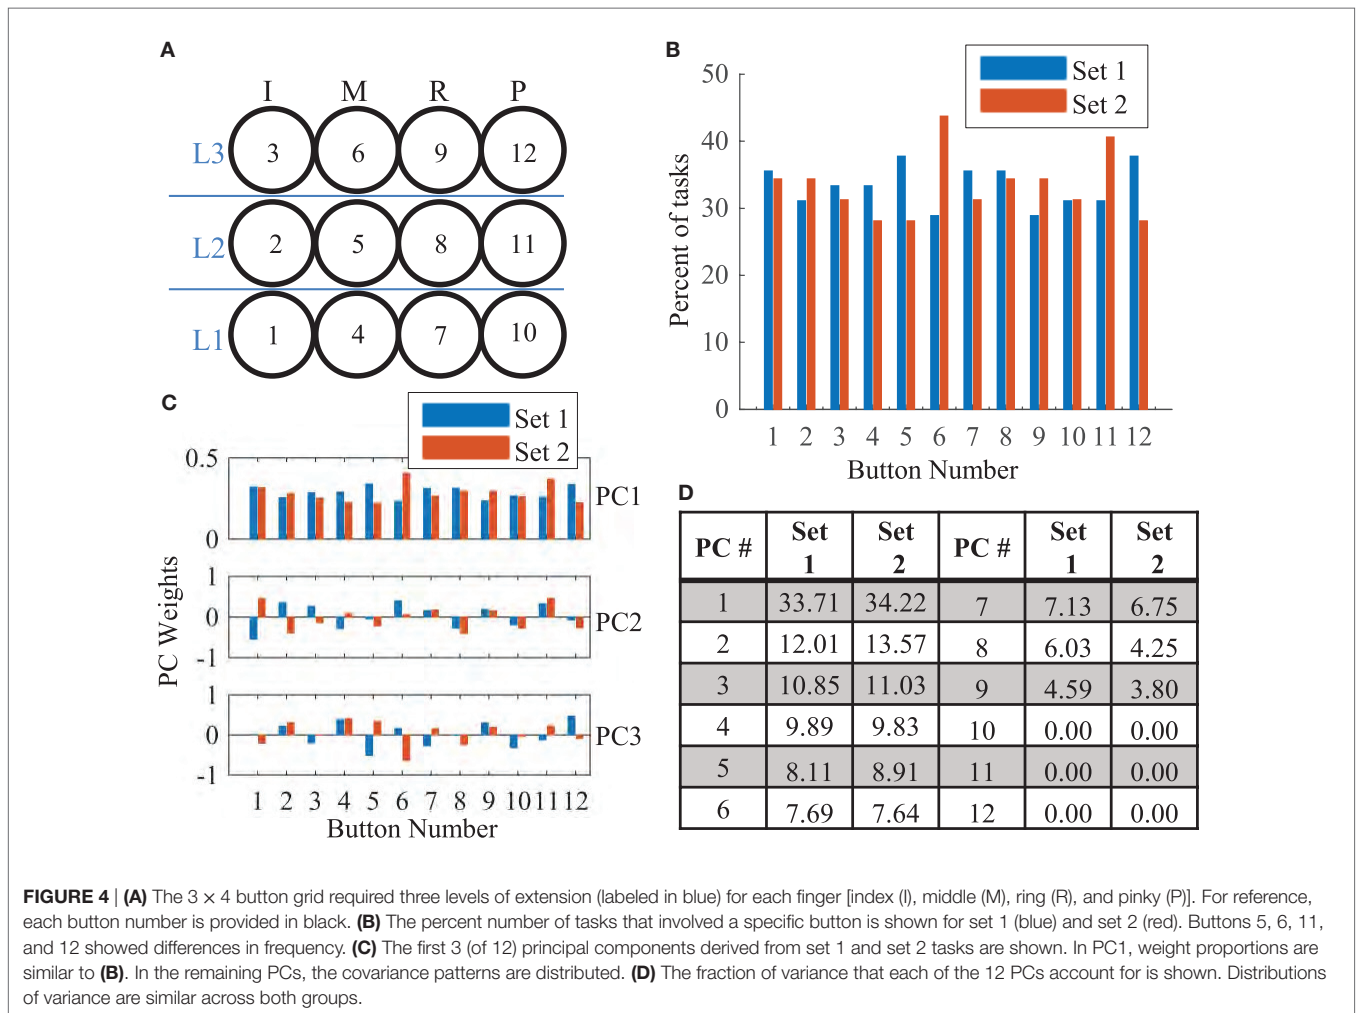 A
I M R P
L3 3 6 9 12
L2 2 5 8 11
L1 1 4 7 10
B
Set 1
Set 2
50
40
30
20
10
0
Percent of tasks
1 2 3 4 5 6 7 8 9 10 11 12
Button Number
C
Set 1
Set 2
0.5
0
PC1
1
0
-1
PC2
1
0
-1
PC3
PC Weights
1 2 3 4 5 6 7 8 9 10 11 12
Button Number
D
PC # Set 1 Set 2 PC # Set 1 Set 2
1 33.71 34.22 7 7.13 6.75
2 12.01 13.57 8 6.03 4.25
3 10.85 11.03 9 4.59 3.80
4 9.89 9.83 10 0.00 0.00
5 8.11 8.91 11 0.00 0.00
6 7.69 7.64 12 0.00 0.00
FIGURE 4 | (A) The 3 × 4 button grid required three levels of extension (labeled in blue) for each finger [index (I), middle (M), ring (R), and pinky (P)]. For reference,
each button number is provided in black. (B) The percent number of tasks that involved a specific button is shown for set 1 (blue) and set 2 (red). Buttons 5, 6, 11,
and 12 showed differences in frequency. (C) The first 3 (of 12) principal components derived from set 1 and set 2 tasks are shown. In PC1, weight proportions are
similar to (B). In the remaining PCs, the covariance patterns are distributed. (D) The fraction of variance that each of the 12 PCs account for is shown. Distributions
of variance are similar across both groups.